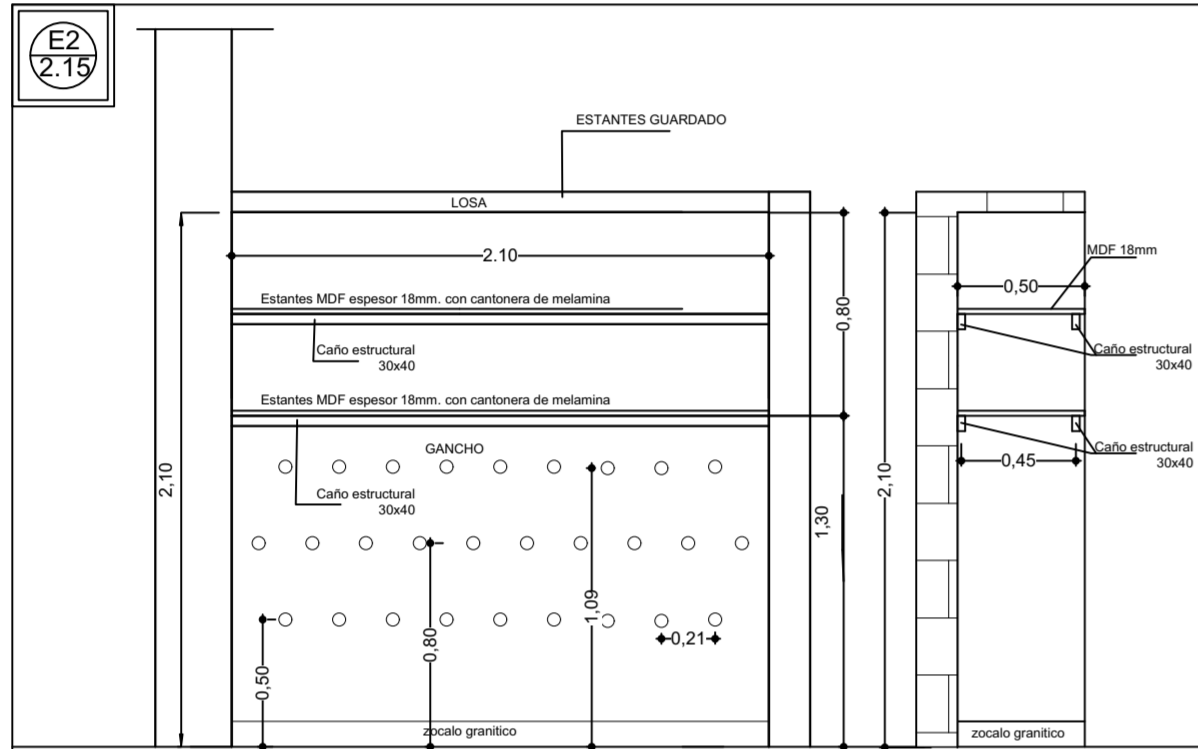 E2
2.15
ESTANTES GUARDADO
LOSA
2.10
MDF 18mm
0,50
Estantes MDF espesor 18mm. con cantonera de melamina
0,80
Caño estructural
30x40
Caño estructural
30x40
Estantes MDF espesor 18mm. con cantonera de melamina
GANCHO
Caño estructural
30x40
0,45
2,10
2,10
Caño estructural
30x40
1,30
1,09
0,80
0,21
0,50
zocalo granitico
zocalo granitico